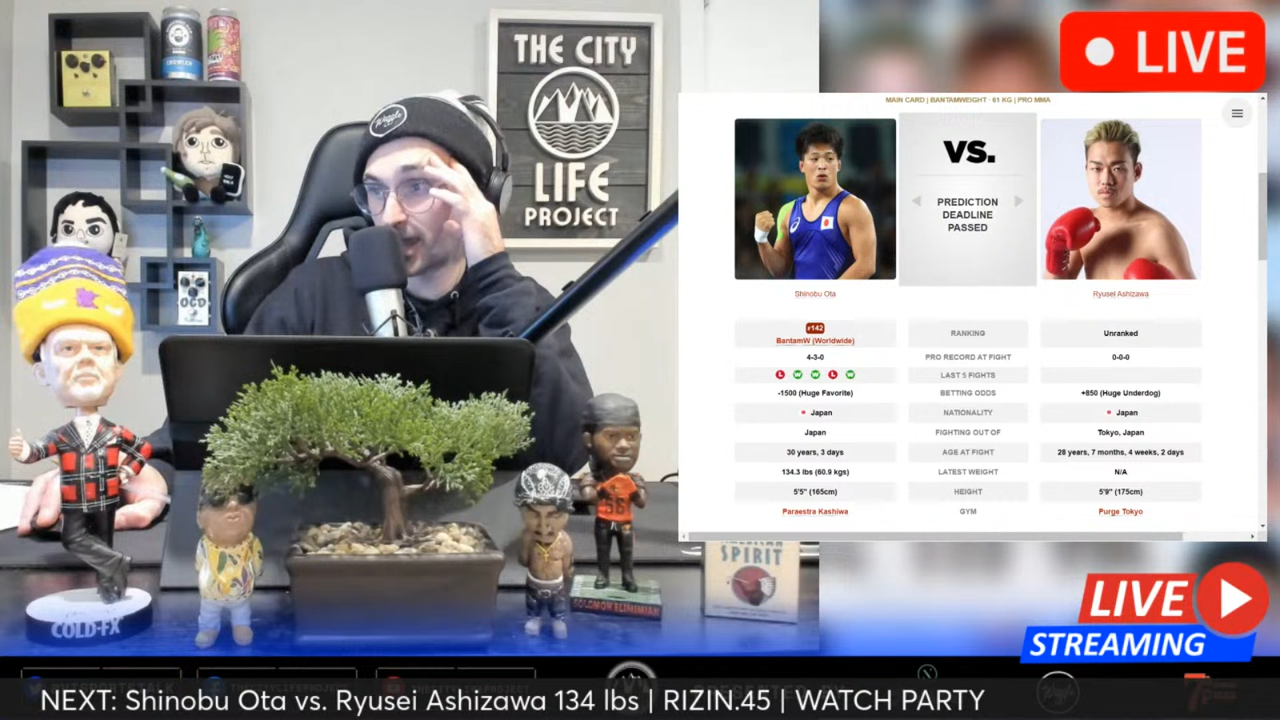 THE CITY
LIFE
PROJECT
LIVE
MAIN CARD | BANTAMWEIGHT · 61 KG | PRO MMA
VS.
PREDICTION
DEADLINE
PASSED
Shinobu Ota
Ryusei Ashizawa
#142
BantamW (Worldwide)
RANKING
Unranked
4-3-0
PRO RECORD AT FIGHT
0-0-0
L W W L W
LAST 5 FIGHTS
-1500 (Huge Favorite)
BETTING ODDS
+850 (Huge Underdog)
Japan
NATIONALITY
Japan
Japan
FIGHTING OUT OF
Tokyo, Japan
30 years, 3 days
AGE AT FIGHT
28 years, 7 months, 4 weeks, 2 days
134.3 lbs (60.9 kgs)
LATEST WEIGHT
N/A
5'5" (165cm)
HEIGHT
5'9" (175cm)
Paraestra Kashiwa
GYM
Purge Tokyo
OCD
COLD-FX
SOLOMON ELIMIMIAN
SPIRIT
LIVE
STREAMING
NEXT: Shinobu Ota vs. Ryusei Ashizawa 134 lbs | RIZIN.45 | WATCH PARTY